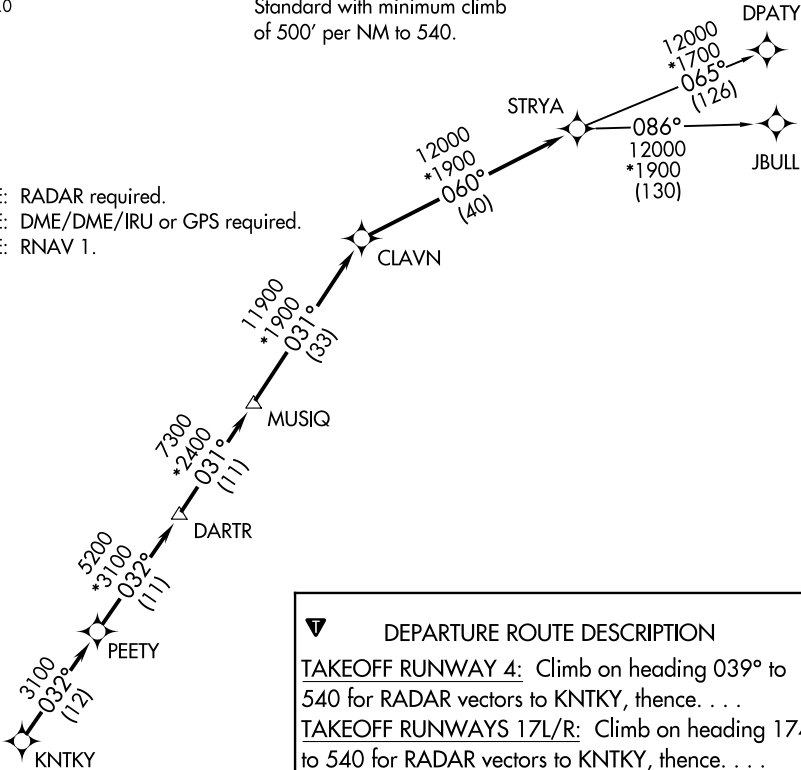 .0
Standard with minimum climb
of 500' per NM to 540.
DPATY
12000
*1700
065°
(126)
STRYA
086°
12000
*1900
(130)
JBULL
12000
*1900
060°
(40)
RADAR required.
DME/DME/IRU or GPS required.
RNAV 1.
CLAVN
11900
*1900
031°
(33)
MUSIQ
7300
*2400
031°
(11)
DARTR
5200
*3100
032°
(11)
PEETY
3100
032°
(12)
KNTKY
T
DEPARTURE ROUTE DESCRIPTION
TAKEOFF RUNWAY 4: Climb on heading 039° to
540 for RADAR vectors to KNTKY, thence. . . .
TAKEOFF RUNWAYS 17L/R: Climb on heading
to 540 for RADAR vectors to KNTKY, thence. . . .